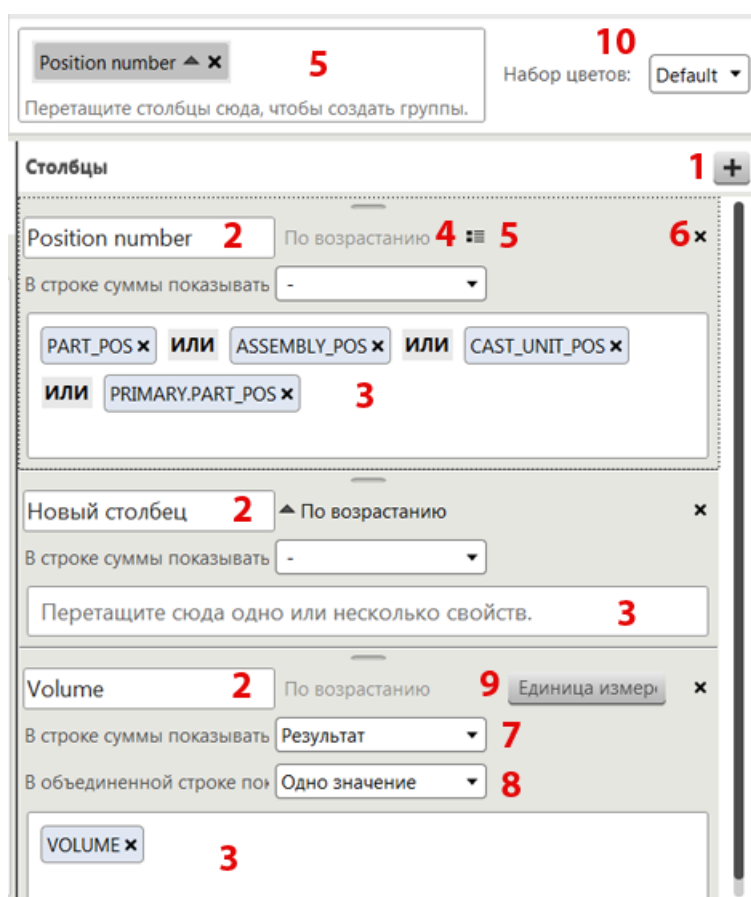 10
Position number ✕ 5 Набор цветов: Default
Перетащите столбцы сюда, чтобы создать группы.
Столбцы 1 +
Position number 2 По возрастанию 4 5 6 ✕
В строке суммы показывать -
PART_POS ✕ ИЛИ ASSEMBLY_POS ✕ ИЛИ CAST_UNIT_POS ✕
ИЛИ PRIMARY.PART_POS ✕ 3
Новый столбец 2 По возрастанию ✕
В строке суммы показывать -
Перетащите сюда одно или несколько свойств. 3
Volume 2 По возрастанию 9 Единица измер ✕
В строке суммы показывать Результат 7
В объединенной строке по Одно значение 8
VOLUME ✕ 3